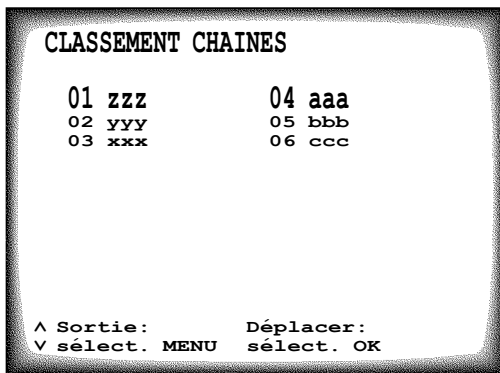 CLASSEMENT CHAINES
01 zzz 04 aaa
02 yyy 05 bbb
03 xxx 06 ccc
∧ Sortie: Déplacer:
∨ sélect. MENU sélect. OK